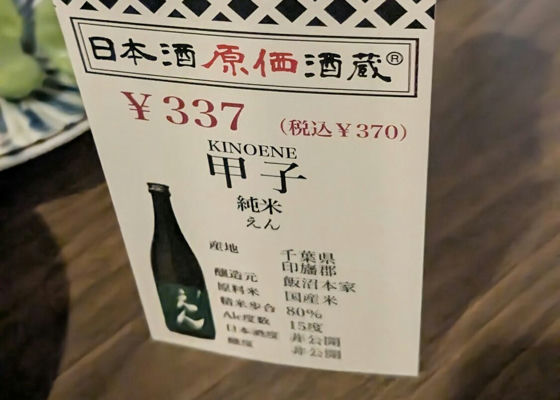 日本酒原価酒蔵®
￥337 (税込￥370)
KINOENE
甲子
純米
えん
産地 千葉県
印旛郡
醸造元 飯沼本家
原料米 国産米
精米歩合 80%
Alc度数 15度
日本酒度 非公開
酸度 非公開
えん